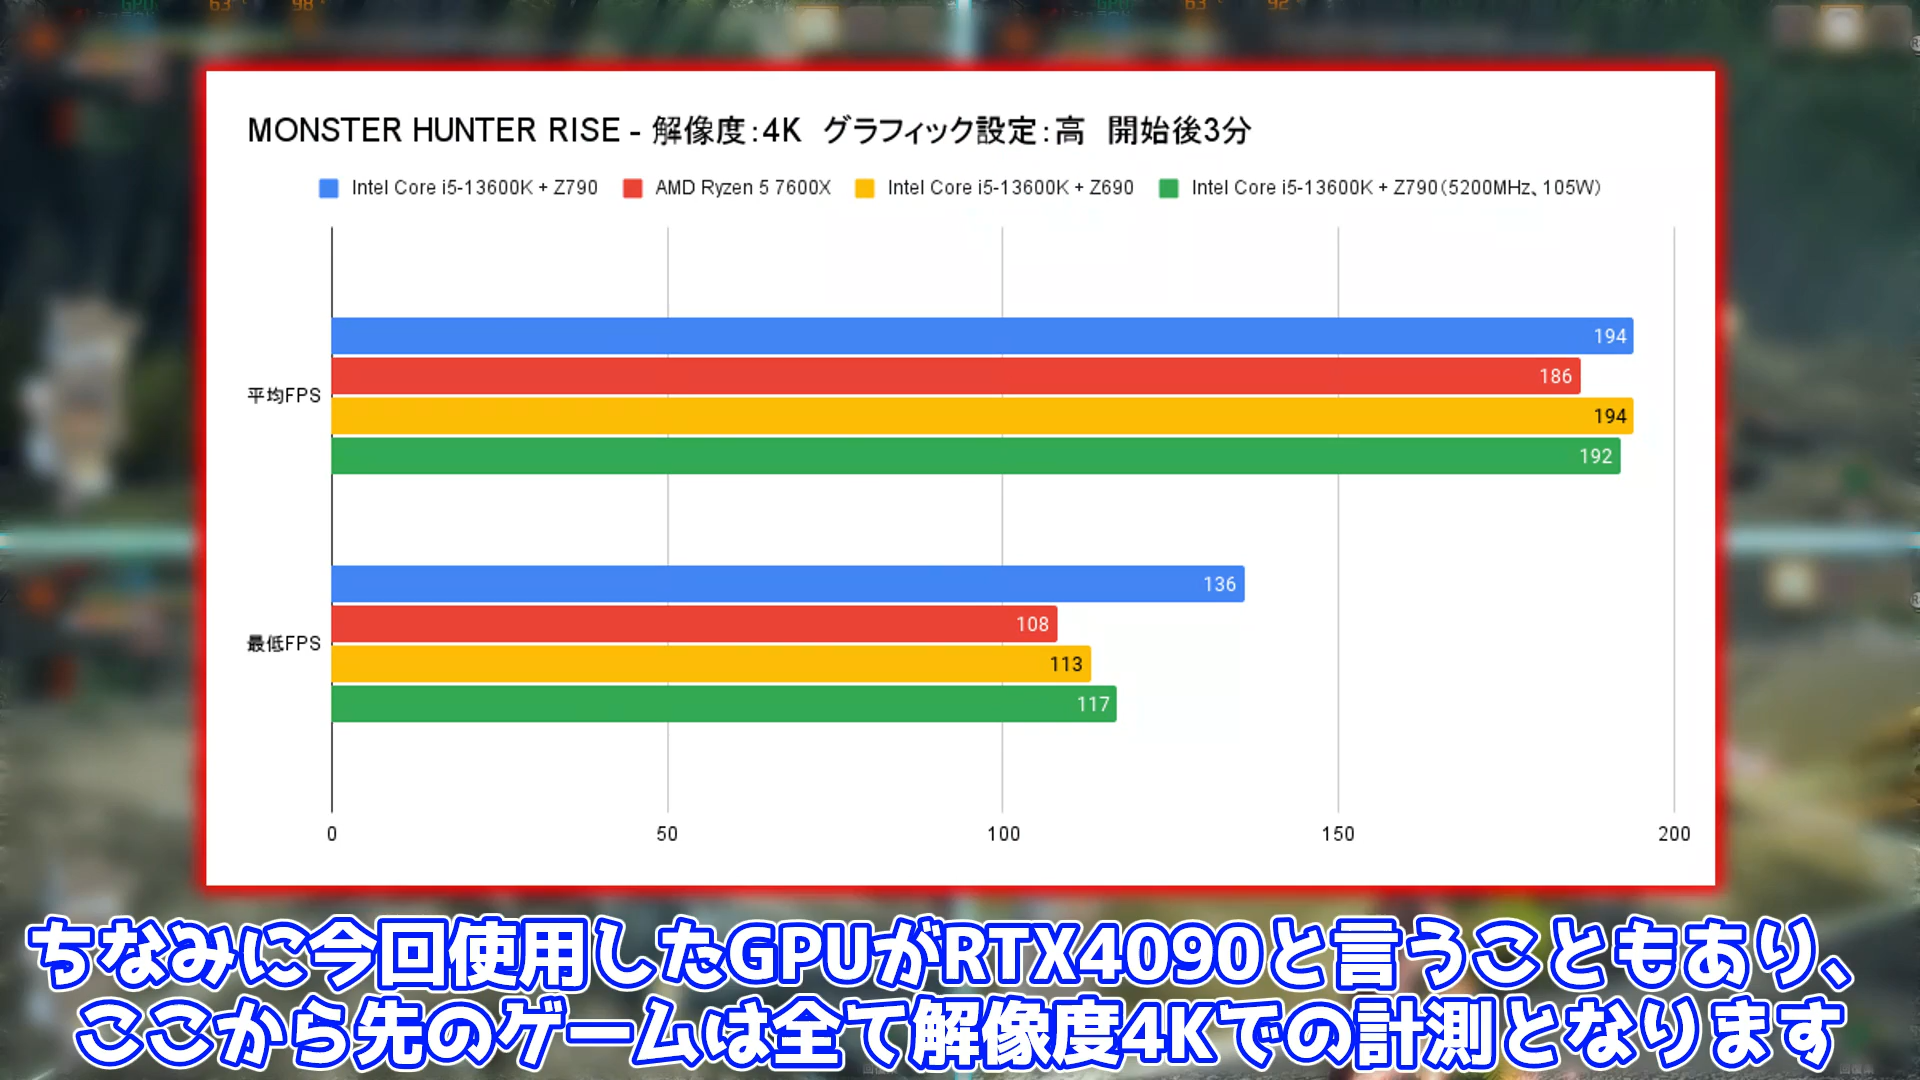 MONSTER HUNTER RISE - 解像度：4K　グラフィック設定：高　開始後3分
Intel Core i5-13600K + Z790 AMD Ryzen 5 7600X Intel Core i5-13600K + Z690 Intel Core i5-13600K + Z790（5200MHz、105W）
194
186
平均FPS
194
192
136
108
最低FPS
113
117
0 50 100 150 200
ちなみに今回使用したGPUがRTX4090と言うこともあり、
ここから先のゲームは全て解像度4Kでの計測となります